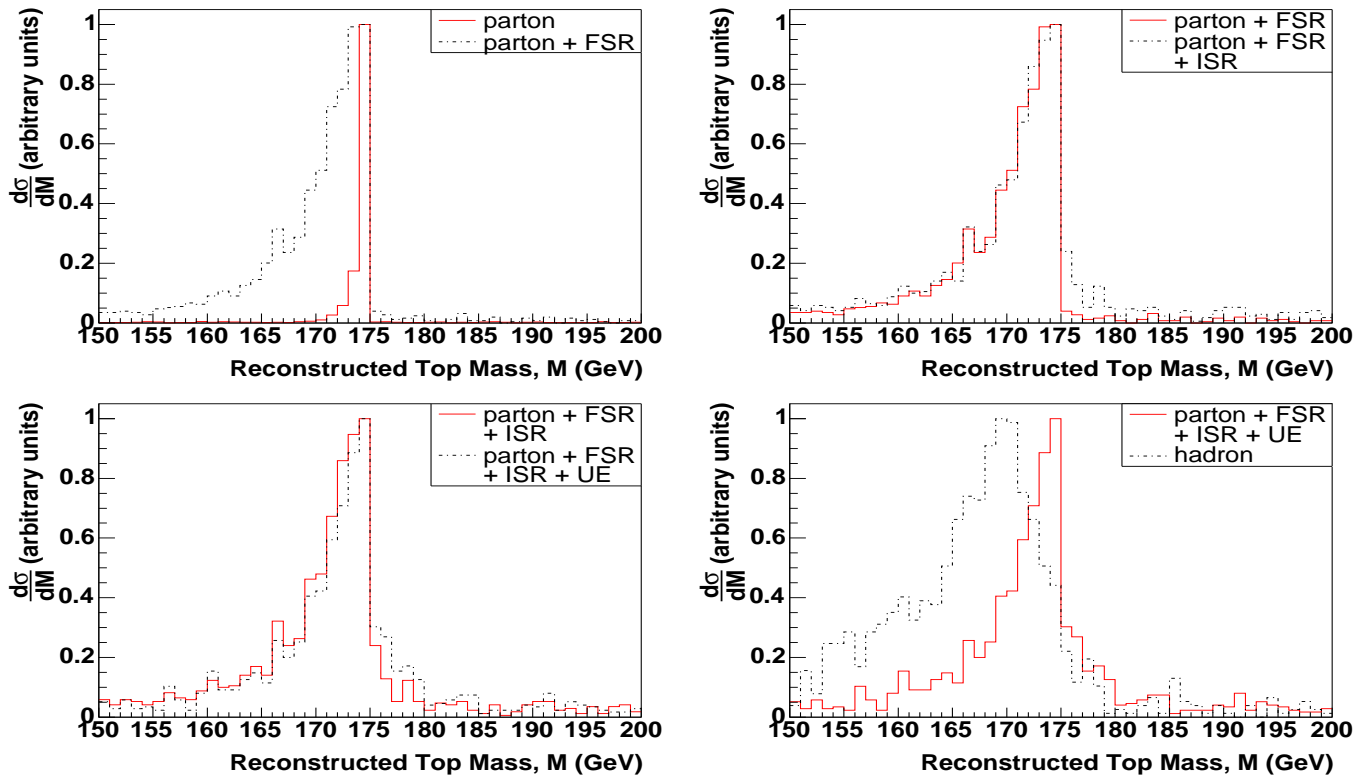 parton
parton + FSR
dσ
dM
(arbitrary units)
1
0.8
0.6
0.4
0.2
0
150 155 160 165 170 175 180 185 190 195 200
Reconstructed Top Mass, M (GeV)
parton + FSR
parton + FSR
+ ISR
dσ
dM
(arbitrary units)
1
0.8
0.6
0.4
0.2
0
150 155 160 165 170 175 180 185 190 195 200
Reconstructed Top Mass, M (GeV)
parton + FSR
+ ISR
parton + FSR
+ ISR + UE
dσ
dM
(arbitrary units)
1
0.8
0.6
0.4
0.2
0
150 155 160 165 170 175 180 185 190 195 200
Reconstructed Top Mass, M (GeV)
parton + FSR
+ ISR + UE
hadron
dσ
dM
(arbitrary units)
1
0.8
0.6
0.4
0.2
0
150 155 160 165 170 175 180 185 190 195 200
Reconstructed Top Mass, M (GeV)